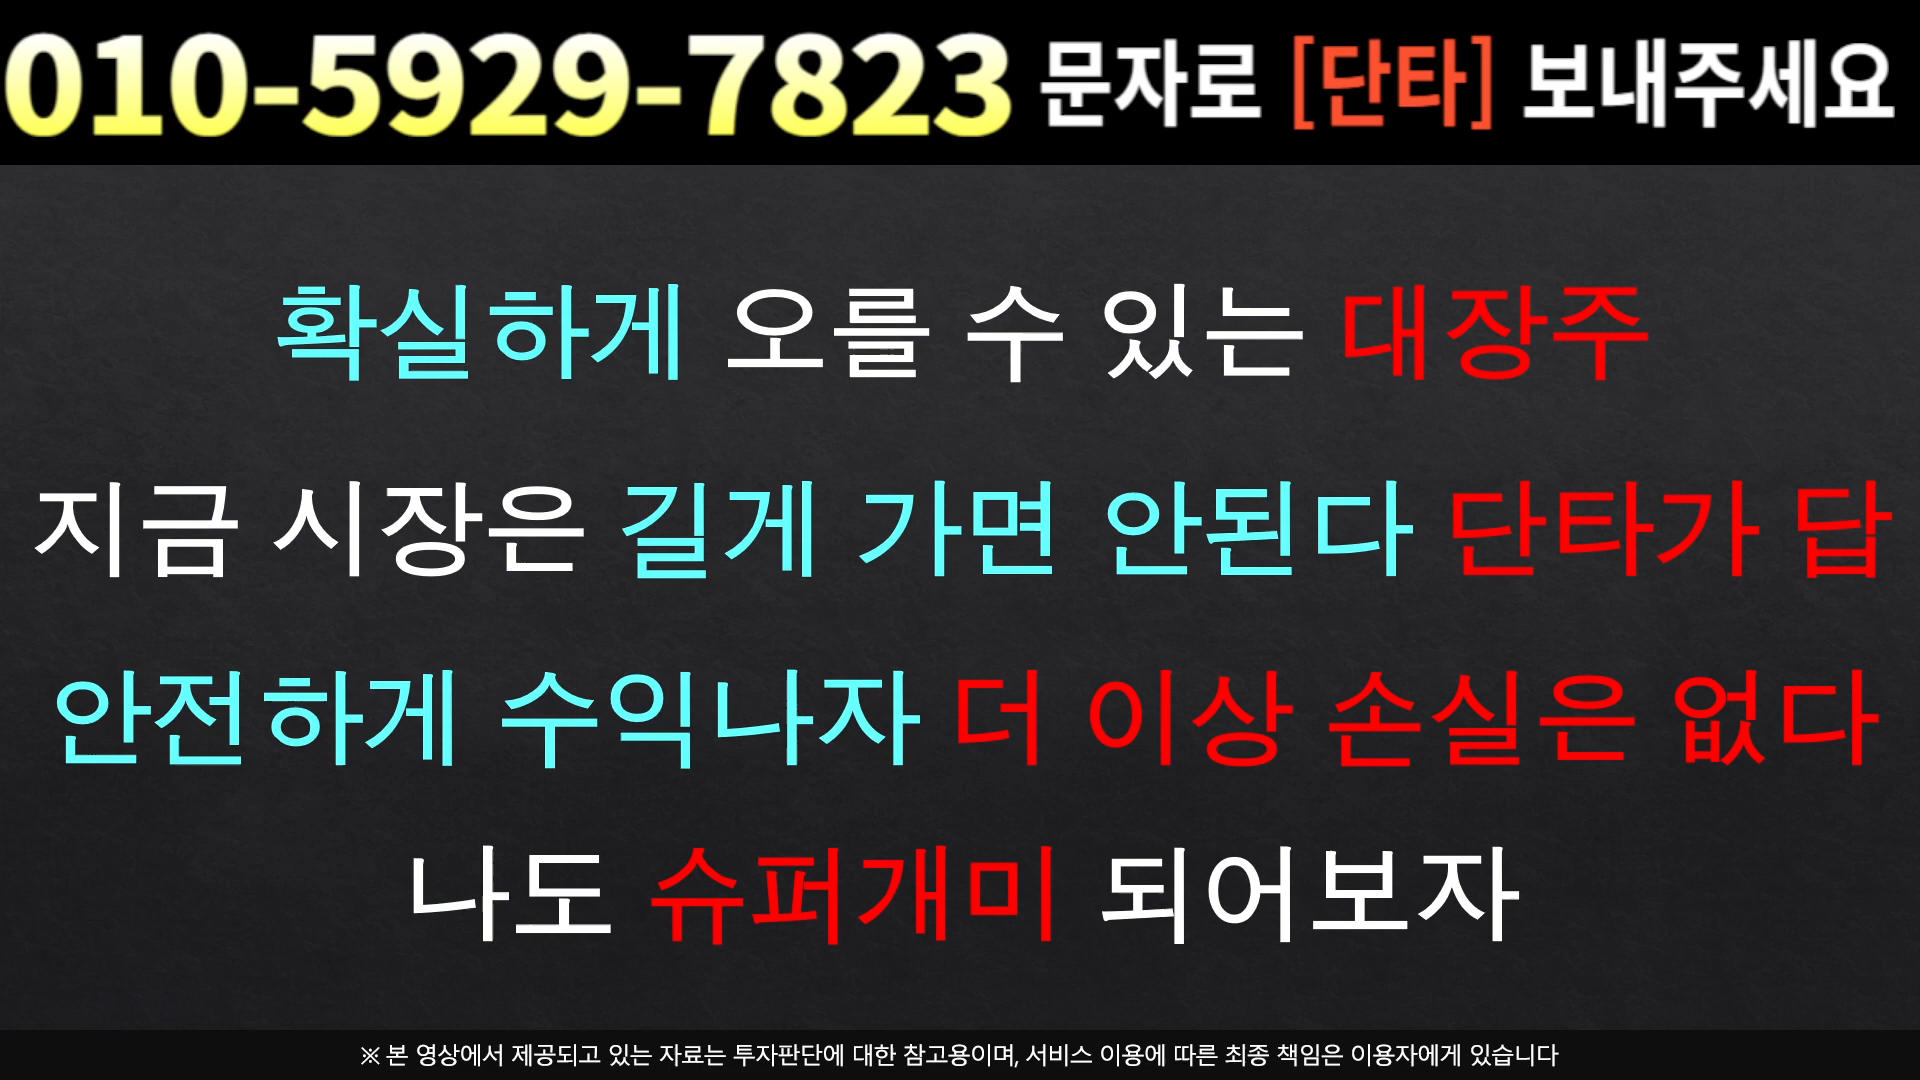 010-5929-7823 문자로 [단타] 보내주세요
확실하게 오를 수 있는 대장주
지금 시장은 길게 가면 안된다 단타가 답
안전하게 수익나자 더 이상 손실은 없다
나도 슈퍼개미 되어보자
※ 본 영상에서 제공되고 있는 자료는 투자판단에 대한 참고용이며, 서비스 이용에 따른 최종 책임은 이용자에게 있습니다